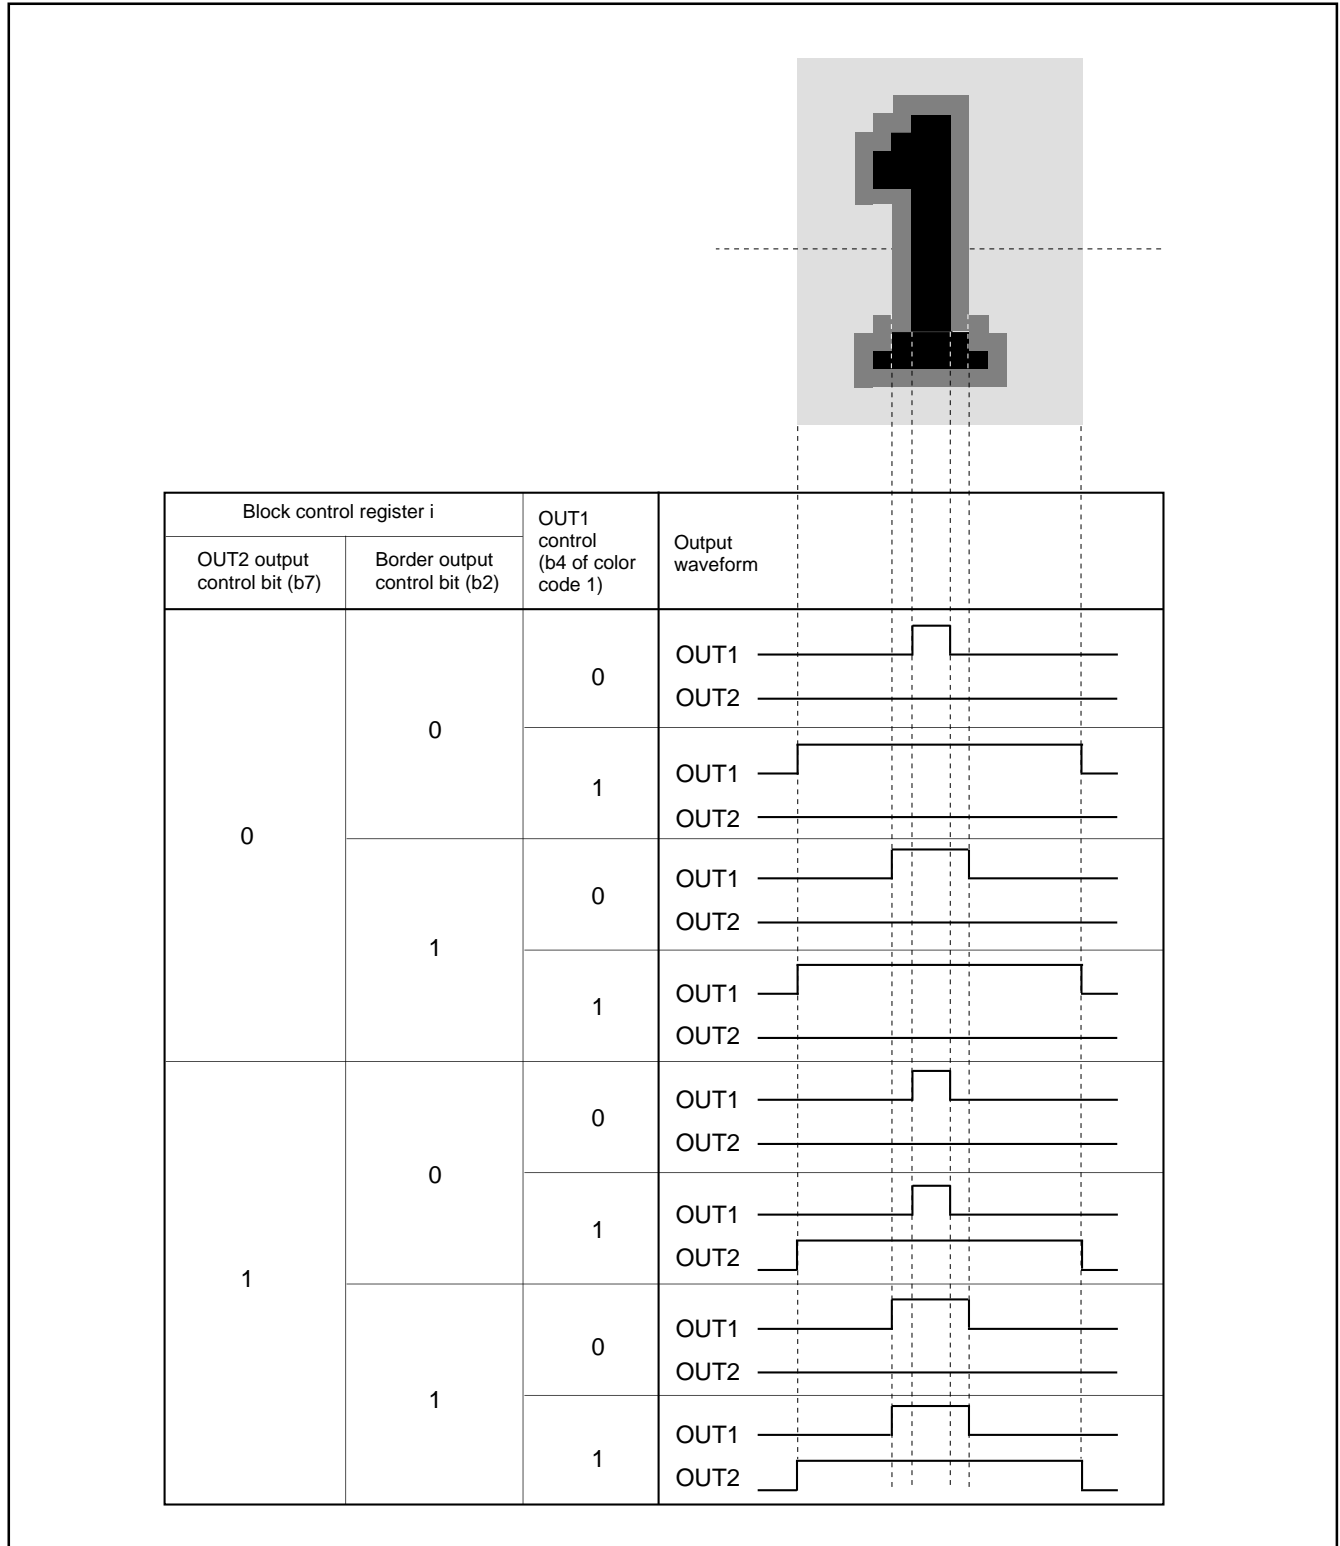 Block control register i
OUT2 output
control bit (b7)
Border output
control bit (b2)
OUT1
control
(b4 of color
code 1)
Output
waveform
0
0
0
OUT1
OUT2
1
OUT1
OUT2
1
0
OUT1
OUT2
1
OUT1
OUT2
1
0
0
OUT1
OUT2
1
OUT1
OUT2
1
0
OUT1
OUT2
1
OUT1
OUT2